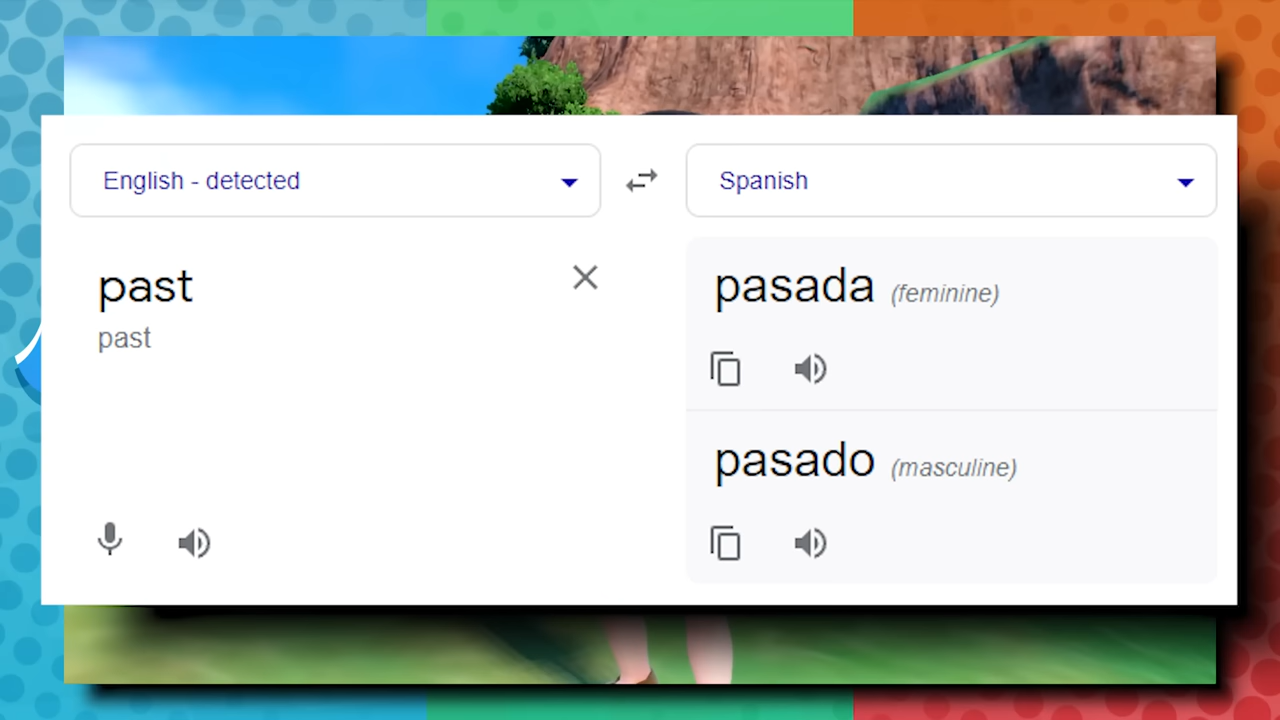 English - detected
Spanish
past
past
pasada (feminine)
pasado (masculine)